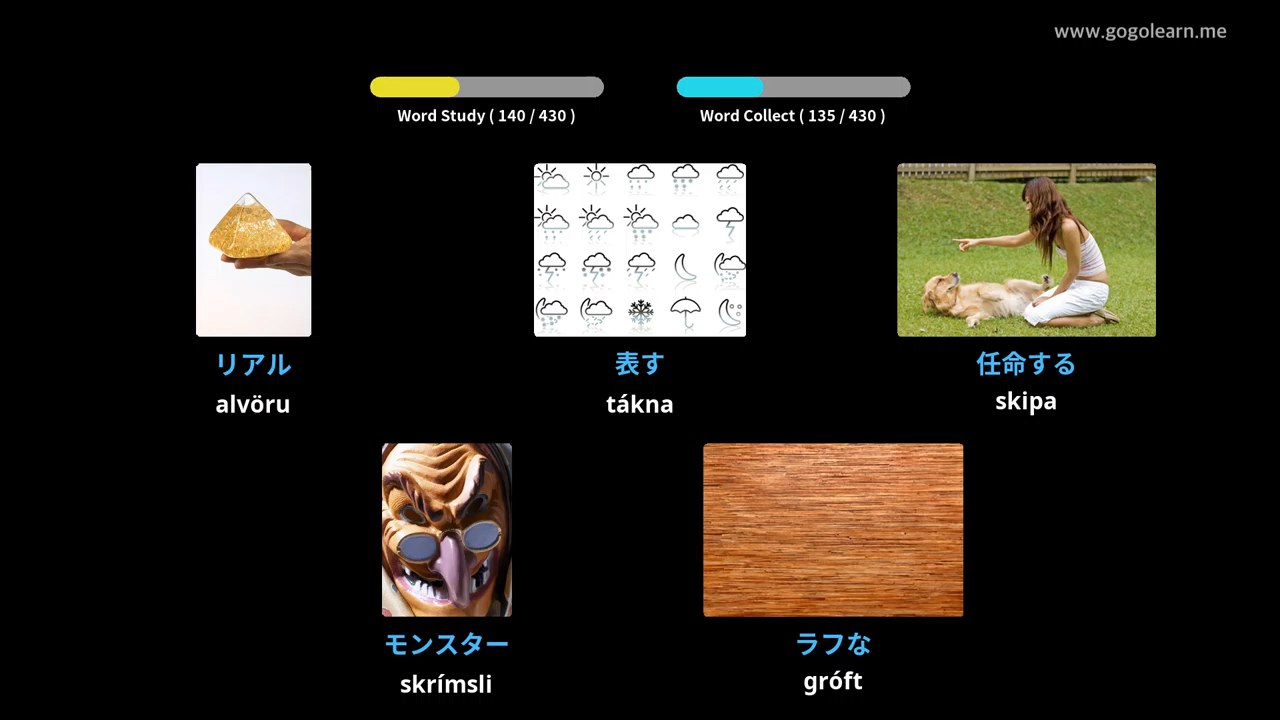 www.gogolearn.me
Word Study ( 140 / 430 )
Word Collect ( 135 / 430 )
リアル
alvöru
表す
tákna
任命する
skipa
モンスター
skrímsli
ラフな
gróft